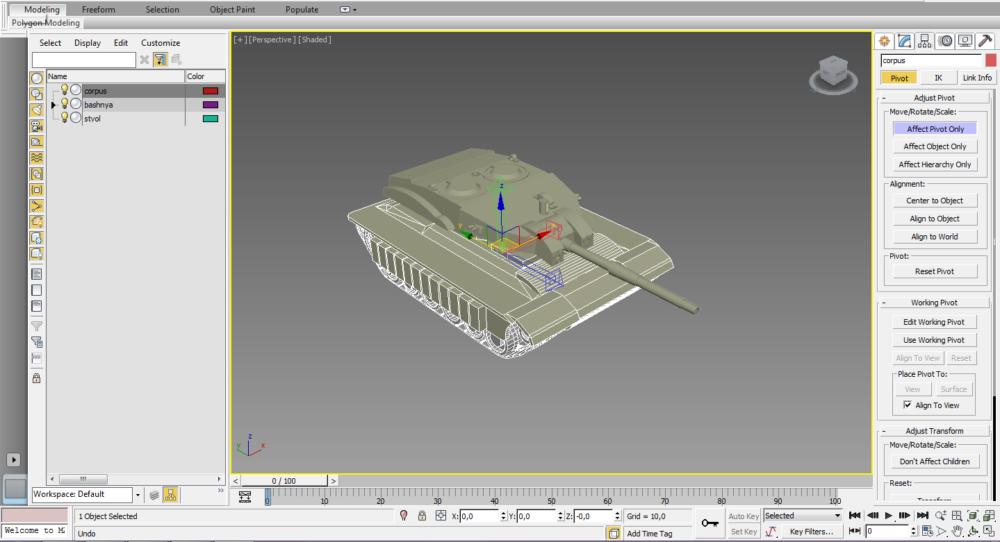 Modeling Freeform Selection Object Paint Populate
Polygon Modeling
Select Display Edit Customize
Name Color
corpus
bashnya
stvol
Workspace: Default
[+] [Perspective] [Shaded]
z
y
z
y
x
< 0 / 100 >
0 10 20 30 40 50 60 70 80 90 100
corpus
Pivot IK Link Info
- Adjust Pivot
Move/Rotate/Scale:
Affect Pivot Only
Affect Object Only
Affect Hierarchy Only
Alignment:
Center to Object
Align to Object
Align to World
Pivot:
Reset Pivot
- Working Pivot
Edit Working Pivot
Use Working Pivot
Align To View Reset
Place Pivot To:
View Surface
Align To View
- Adjust Transform
Move/Rotate/Scale:
Don't Affect Children
Reset:
Transform
1 Object Selected X: 0,0 Y: 0,0 Z: -0,0 Grid = 10,0 Auto Key Selected
Welcome to M
Undo Add Time Tag Set Key Key Filters... 0